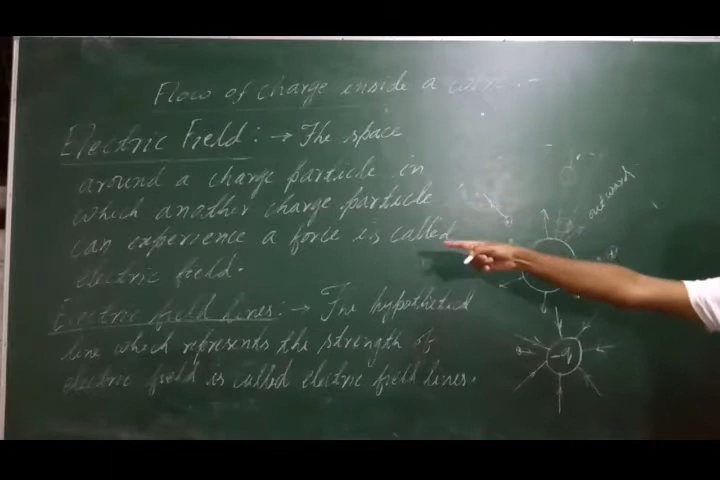 Flow of charge inside a wire:-
Electric Field:→ The space
around a charge particle in
which another charge particle
can experience a force is called
electric field.
Electric field lines:→ The hypothetical
line which represents the strength of
electric field is called electric field lines.
outward
-q